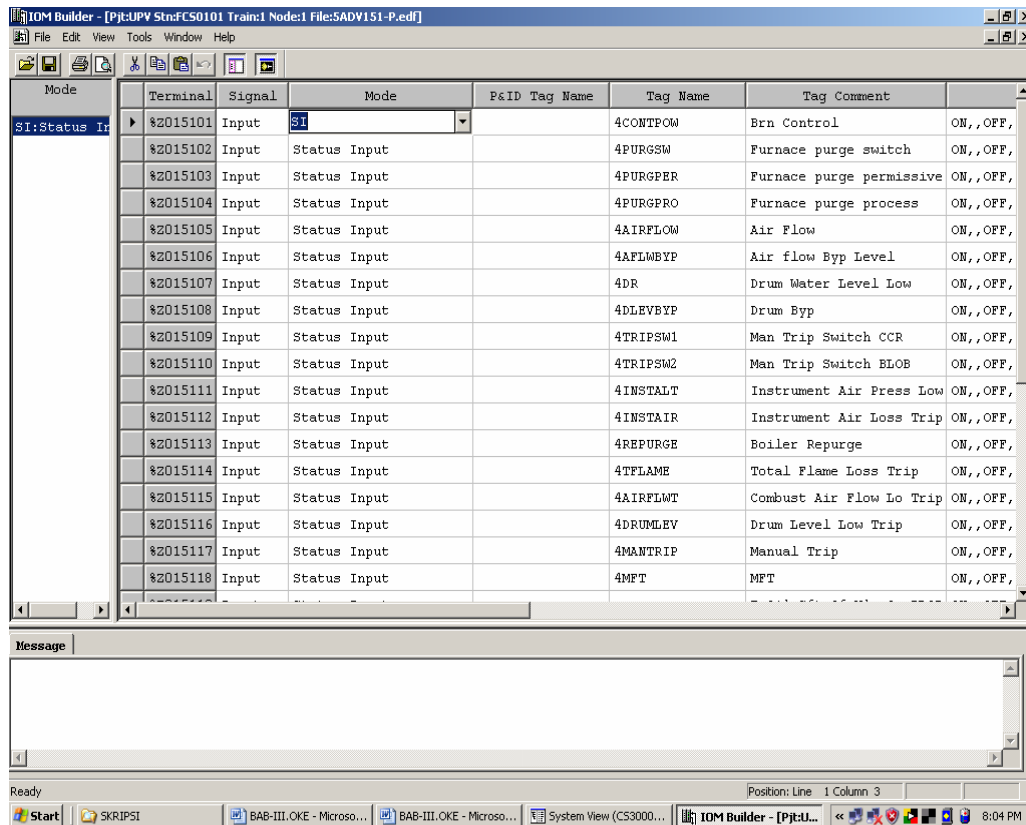 IOM Builder - [Pjt:UPV Stn:FCS0101 Train:1 Node:1 File:5ADV151-P.edf]
File Edit View Tools Window Help
Mode Terminal Signal Mode P&ID Tag Name Tag Name Tag Comment
SI:Status In %Z015101 Input SI 4CONTPOW Brn Control ON,,OFF,
%Z015102 Input Status Input 4PURGSW Furnace purge switch ON,,OFF,
%Z015103 Input Status Input 4PURGPER Furnace purge permissive ON,,OFF,
%Z015104 Input Status Input 4PURGPRO Furnace purge process ON,,OFF,
%Z015105 Input Status Input 4AIRFLOW Air Flow ON,,OFF,
%Z015106 Input Status Input 4AFLWBYP Air flow Byp Level ON,,OFF,
%Z015107 Input Status Input 4DR Drum Water Level Low ON,,OFF,
%Z015108 Input Status Input 4DLEVBYP Drum Byp ON,,OFF,
%Z015109 Input Status Input 4TRIPSW1 Man Trip Switch CCR ON,,OFF,
%Z015110 Input Status Input 4TRIPSW2 Man Trip Switch BLOB ON,,OFF,
%Z015111 Input Status Input 4INSTALT Instrument Air Press Low ON,,OFF,
%Z015112 Input Status Input 4INSTAIR Instrument Air Loss Trip ON,,OFF,
%Z015113 Input Status Input 4REPURGE Boiler Repurge ON,,OFF,
%Z015114 Input Status Input 4TFLAME Total Flame Loss Trip ON,,OFF,
%Z015115 Input Status Input 4AIRFLWT Combust Air Flow Lo Trip ON,,OFF,
%Z015116 Input Status Input 4DRUMLEV Drum Level Low Trip ON,,OFF,
%Z015117 Input Status Input 4MANTRIP Manual Trip ON,,OFF,
%Z015118 Input Status Input 4MFT MFT ON,,OFF,
Message
Ready Position: Line 1 Column 3
Start SKRIPSI BAB-III.OKE - Microso... BAB-III.OKE - Microso... System View (CS3000... IOM Builder - [Pjt:U... « 8:04 PM